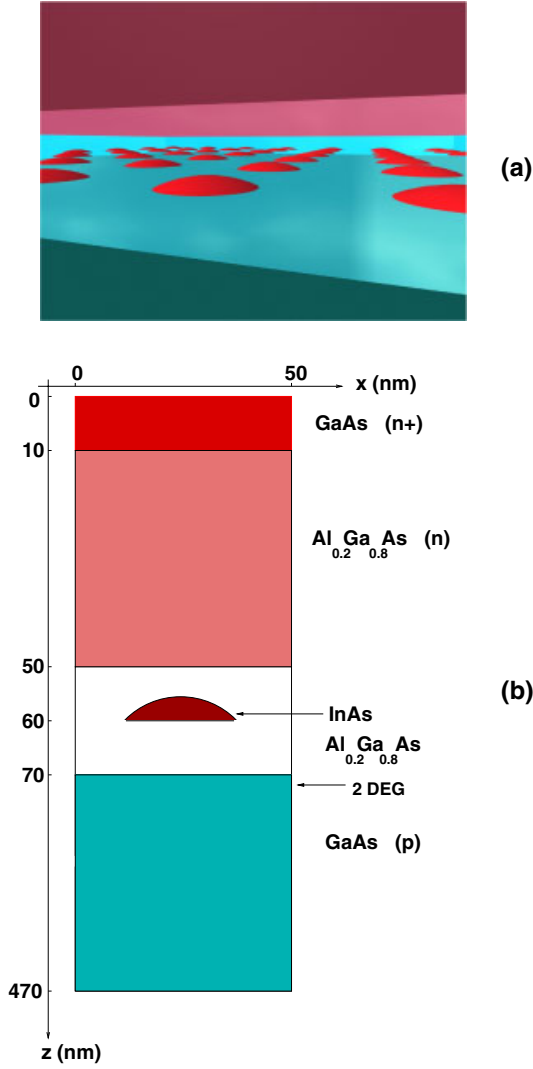 (a)
0 50
x (nm)
0
GaAs (n+)
10
Al0.2Ga0.8As (n)
50
(b)
InAs
60
Al0.2Ga0.8As
70
2 DEG
GaAs (p)
470
z (nm)